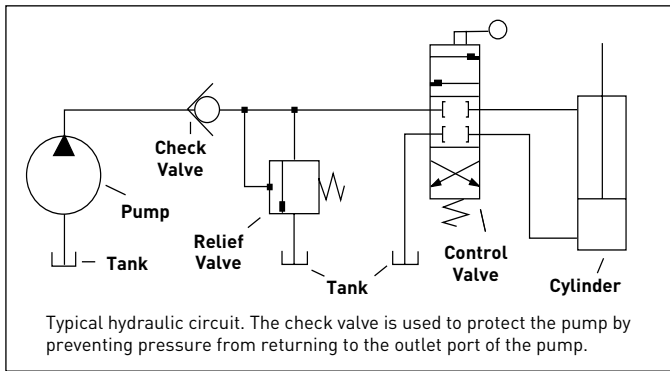 Check
Valve
Pump
Tank
Relief
Valve
Tank
Control
Valve
Cylinder
Typical hydraulic circuit. The check valve is used to protect the pump by
preventing pressure from returning to the outlet port of the pump.